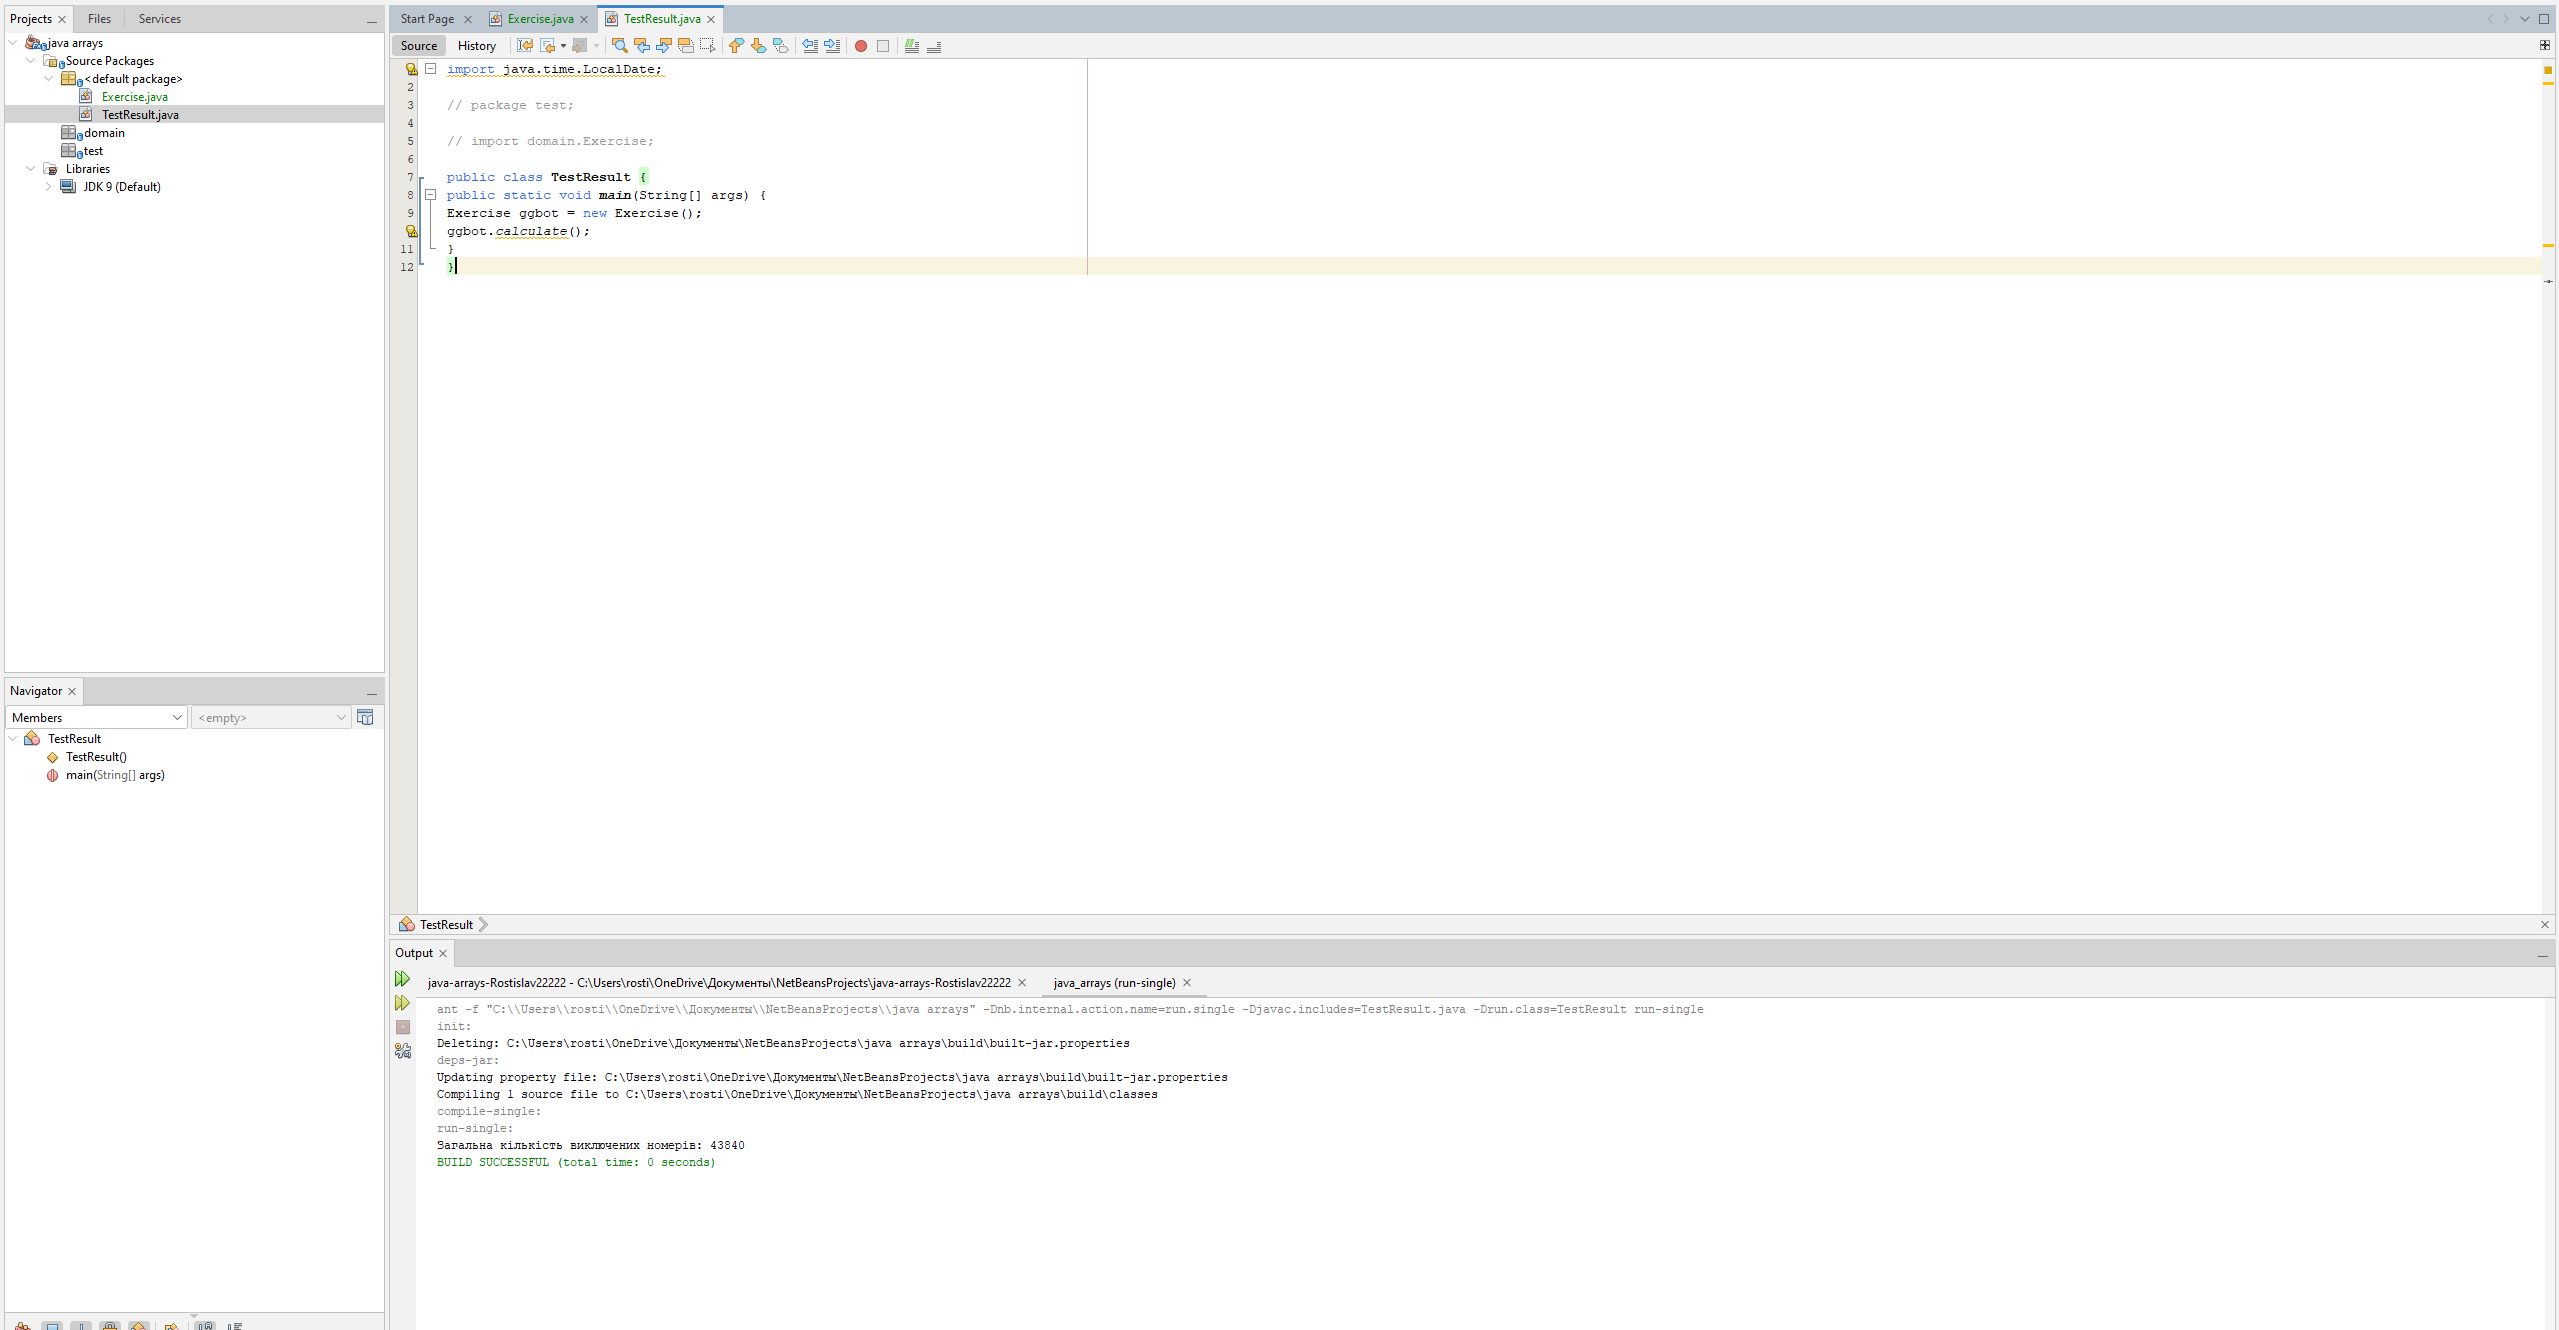 Projects Files Services
java arrays
Source Packages
<default package>
Exercise.java
TestResult.java
domain
test
Libraries
JDK 9 (Default)
Navigator
Members <empty>
TestResult
TestResult()
main(String[] args)
Start Page Exercise.java TestResult.java
Source History
import java.time.LocalDate;
2
3 // package test;
4
5 // import domain.Exercise;
6
7 public class TestResult {
8 public static void main(String[] args) {
9 Exercise ggbot = new Exercise();
ggbot.calculate();
11 }
12 }
TestResult
Output
java-arrays-Rostislav22222 - C:\Users\rosti\OneDrive\Документы\NetBeansProjects\java-arrays-Rostislav22222 java_arrays (run-single)
ant -f "C:\\Users\\rosti\\OneDrive\\Документы\\NetBeansProjects\\java arrays" -Dnb.internal.action.name=run.single -Djavac.includes=TestResult.java -Drun.class=TestResult run-single
init:
Deleting: C:\Users\rosti\OneDrive\Документы\NetBeansProjects\java arrays\build\built-jar.properties
deps-jar:
Updating property file: C:\Users\rosti\OneDrive\Документы\NetBeansProjects\java arrays\build\built-jar.properties
Compiling 1 source file to C:\Users\rosti\OneDrive\Документы\NetBeansProjects\java arrays\build\classes
compile-single:
run-single:
Загальна кількість виключених номерів: 43840
BUILD SUCCESSFUL (total time: 0 seconds)